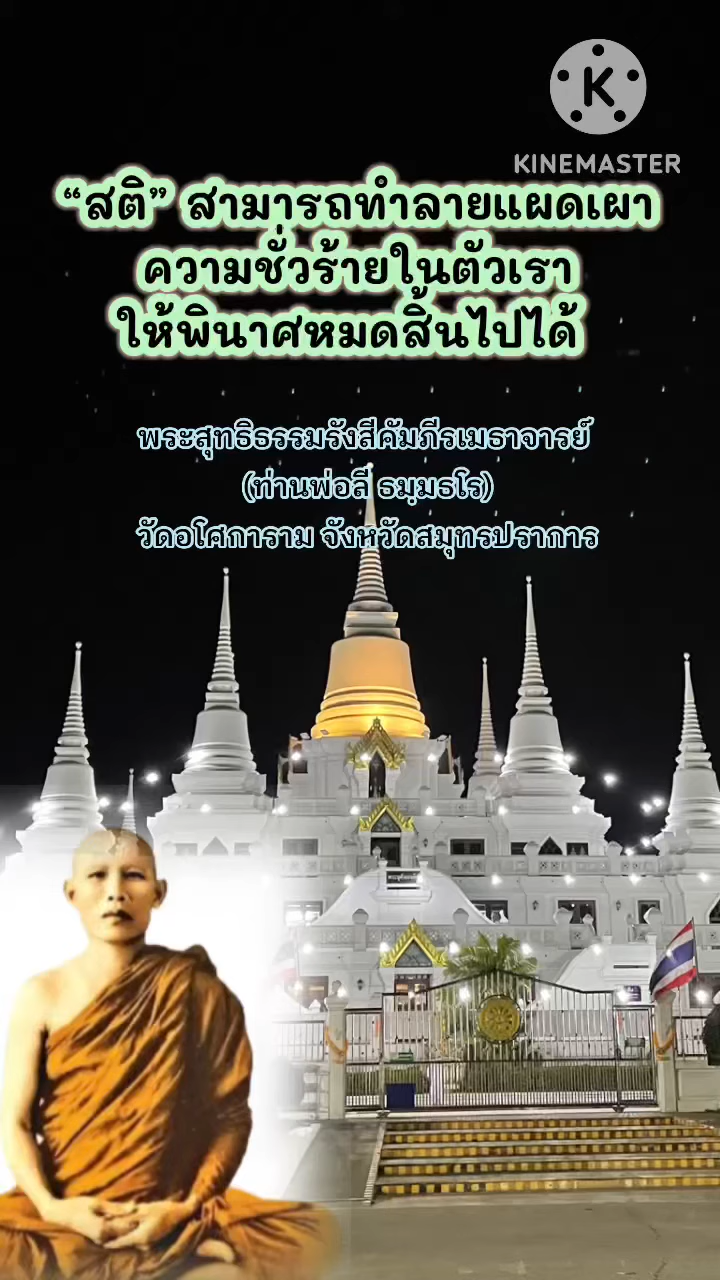 KINEMASTER
“สติ” สามารถทำลายแผดเผา
ความชั่วร้ายในตัวเรา
ให้พินาศหมดสิ้นไปได้
พระสุทธิธรรมรังสีคัมภีรเมธาจารย์
(ท่านพ่อลี ธมฺมธโร)
วัดอโศการาม จังหวัดสมุทรปราการ